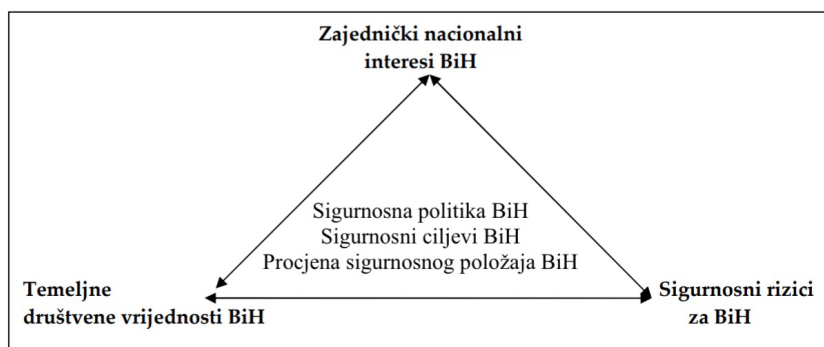 Zajednički nacionalni
interesi BiH
Sigurnosna politika BiH
Sigurnosni ciljevi BiH
Procjena sigurnosnog položaja BiH
Temeljne
društvene vrijednosti BiH
Sigurnosni rizici
za BiH